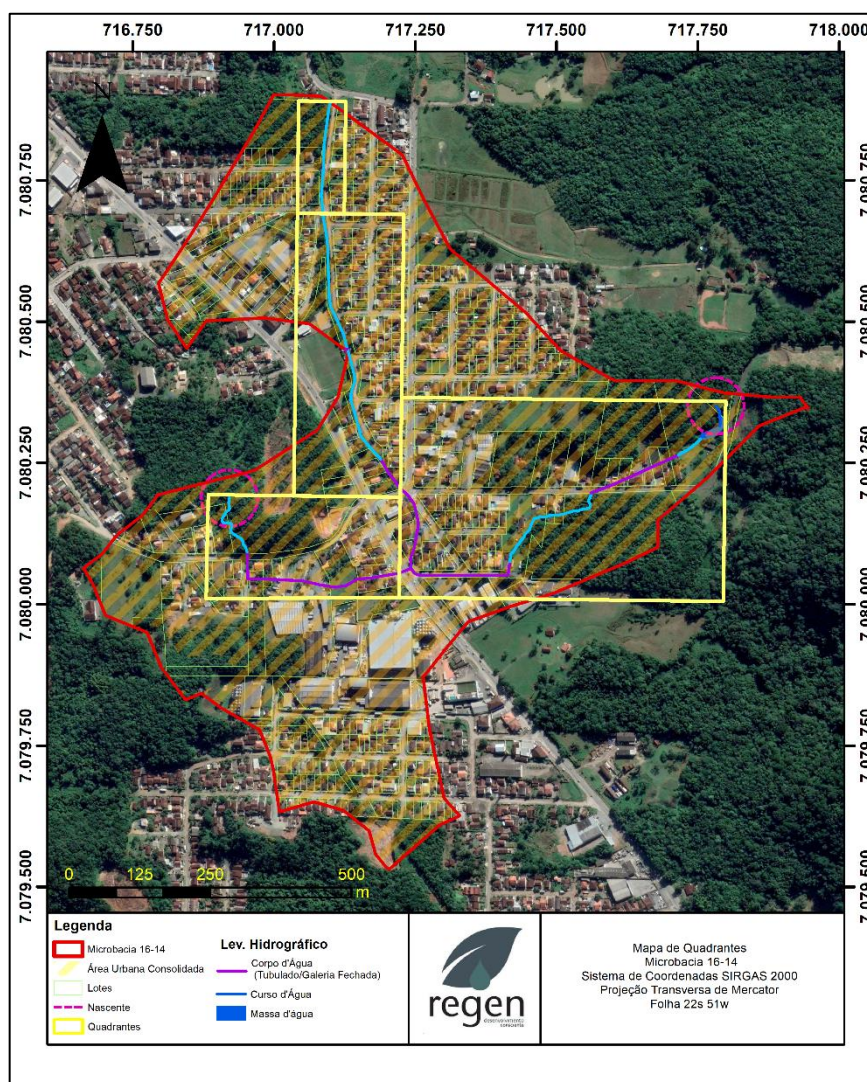 716.750 717.000 717.250 717.500 717.750 718.000
N
7.080.750 7.080.750
7.080.500 7.080.500
7.080.250 7.080.250
7.080.000 7.080.000
7.079.750 7.079.750
7.079.500 7.079.500
0 125 250 500
m
Legenda
Microbacia 16-14
Área Urbana Consolidada
Lotes
Nascente
Quadrantes
Lev. Hidrográfico
Corpo d'Água
(Tubulado/Galeria Fechada)
Curso d'Água
Massa d'água
regen
desenvolvimento
consciente
Mapa de Quadrantes
Microbacia 16-14
Sistema de Coordenadas SIRGAS 2000
Projeção Transversa de Mercator
Folha 22s 51w